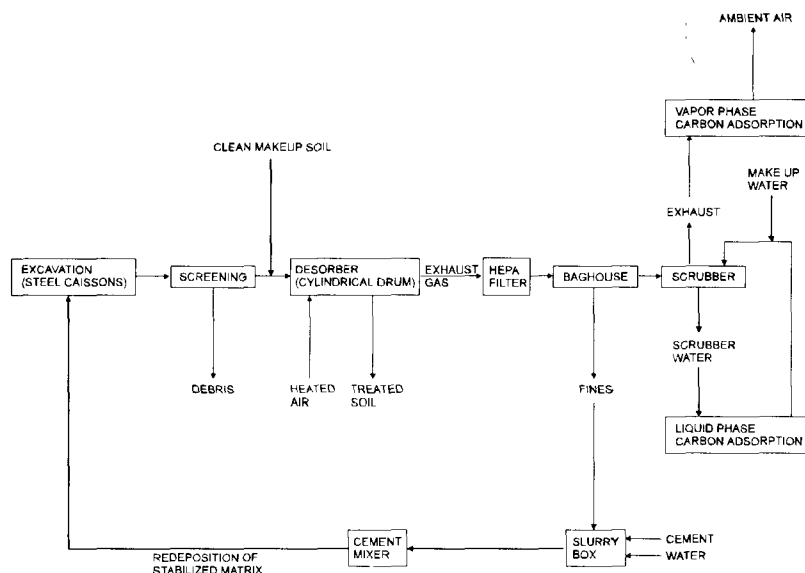 AMBIENT AIR
VAPOR PHASE
CARBON ADSORPTION
CLEAN MAKEUP SOIL
MAKE UP
WATER
EXHAUST
EXCAVATION
(STEEL CAISSONS)
SCREENING
DESORBER
(CYLINDRICAL DRUM)
EXHAUST
GAS
HEPA
FILTER
BAGHOUSE
SCRUBBER
SCRUBBER
WATER
DEBRIS
HEATED
AIR
TREATED
SOIL
FINES
LIQUID PHASE
CARBON ADSORPTION
REDEPOSITION OF
STABILIZED MATRIX
CEMENT
MIXER
SLURRY
BOX
CEMENT
WATER